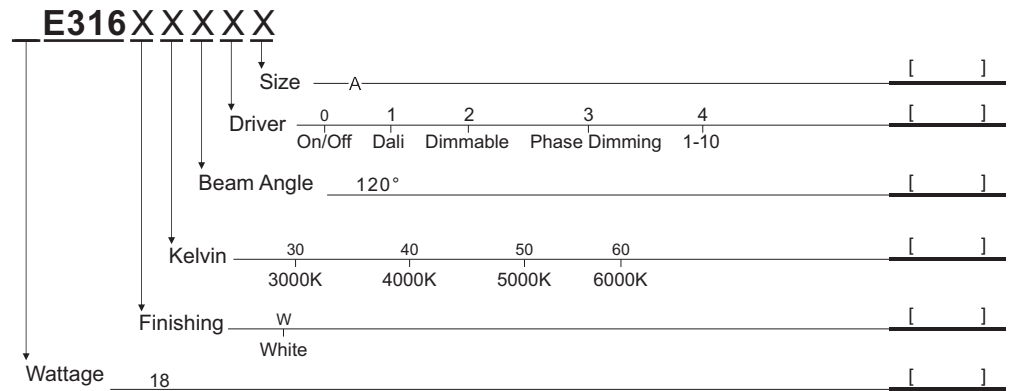 _E316XXXXX
Size A [ ]
Driver 0 1 2 3 4 [ ]
On/Off Dali Dimmable Phase Dimming 1-10
Beam Angle 120° [ ]
Kelvin 30 40 50 60 [ ]
3000K 4000K 5000K 6000K
Finishing W [ ]
White
Wattage 18 [ ]